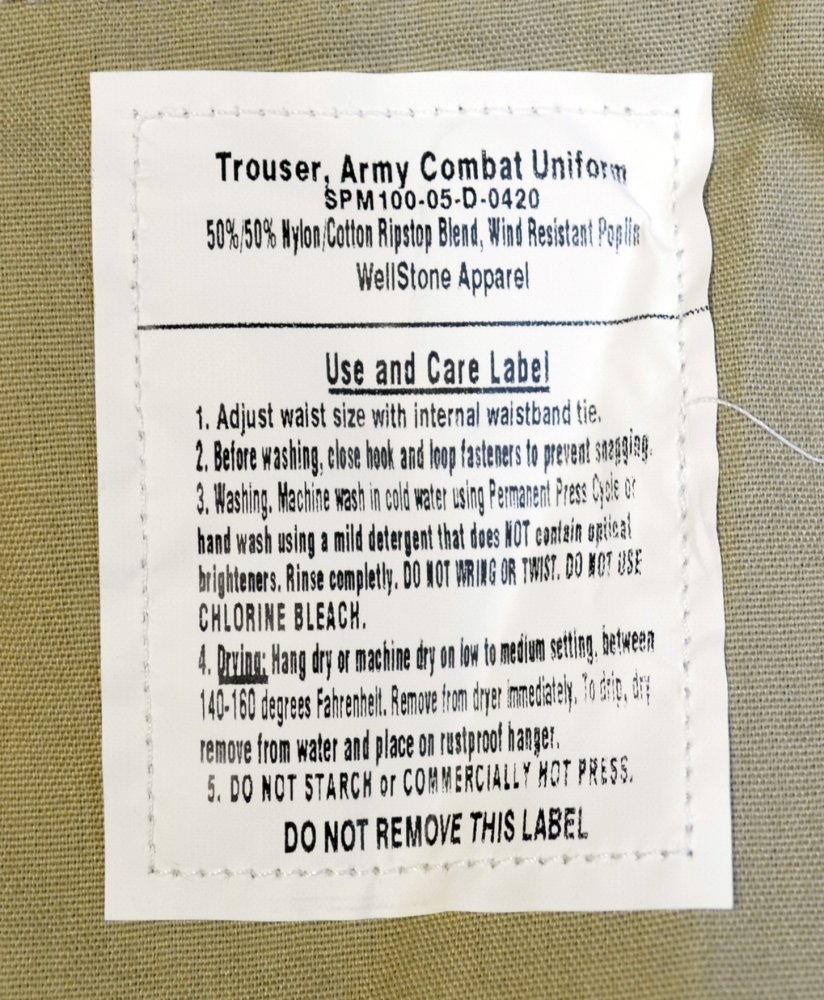 Trouser, Army Combat Uniform
SPM100-05-D-0420
50%/50% Nylon/Cotton Ripstop Blend, Wind Resistant Poplin
WellStone Apparel
Use and Care Label
1. Adjust waist size with internal waistband tie.
2. Before washing, close hook and loop fasteners to prevent snagging.
3. Washing. Machine wash in cold water using Permanent Press Cycle or
hand wash using a mild detergent that does NOT contain optical
brighteners. Rinse completly. DO NOT WRING OR TWIST. DO NOT USE
CHLORINE BLEACH.
4. Drying: Hang dry or machine dry on low to medium setting, between
140-160 degrees Fahrenheit. Remove from dryer immediately. To drip, dry
remove from water and place on rustproof hanger.
5. DO NOT STARCH or COMMERCIALLY HOT PRESS.
DO NOT REMOVE THIS LABEL